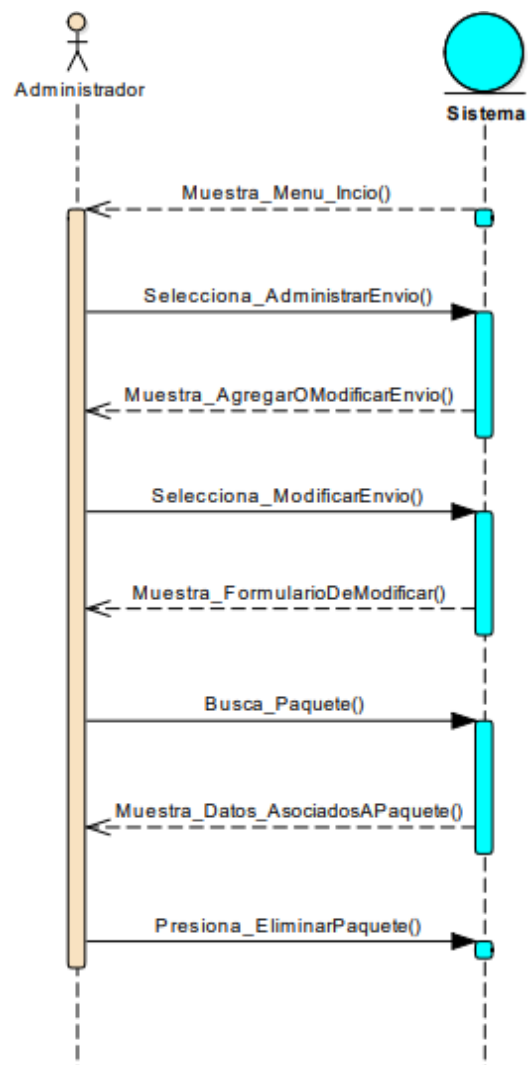 Administrador
Sistema
Muestra_Menu_Incio()
Selecciona_AdministrarEnvio()
Muestra_AgregarOModificarEnvio()
Selecciona_ModificarEnvio()
Muestra_FormularioDeModificar()
Busca_Paquete()
Muestra_Datos_AsociadosAPaquete()
Presiona_EliminarPaquete()